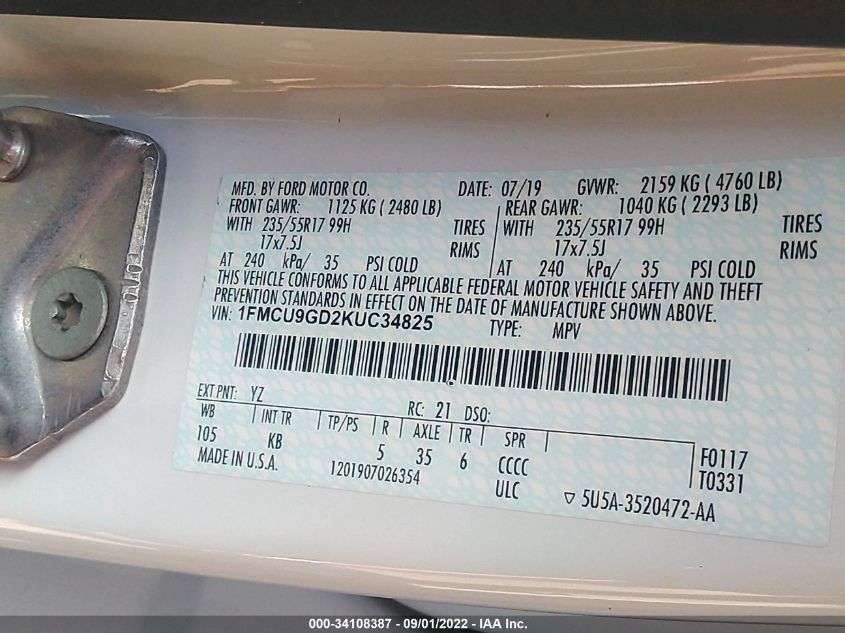 MFD. BY FORD MOTOR CO. DATE: 07/19 GVWR: 2159 KG ( 4760 LB)
FRONT GAWR: 1125 KG ( 2480 LB) REAR GAWR: 1040 KG ( 2293 LB)
WITH 235/55R17 99H TIRES WITH 235/55R17 99H TIRES
17x7.5J RIMS 17x7.5J RIMS
AT 240 kPa/ 35 PSI COLD AT 240 kPa/ 35 PSI COLD
THIS VEHICLE CONFORMS TO ALL APPLICABLE FEDERAL MOTOR VEHICLE SAFETY AND THEFT
PREVENTION STANDARDS IN EFFECT ON THE DATE OF MANUFACTURE SHOWN ABOVE.
VIN: 1FMCU9GD2KUC34825 TYPE: MPV
EXT PNT: YZ RC: 21 DSO:
WB INT TR TP/PS R AXLE TR SPR
105 KB 5 35 6 CCCC F0117
MADE IN U.S.A. 1201907026354 ULC T0331
5U5A-3520472-AA
000-34108387 - 09/01/2022 - IAA Inc.